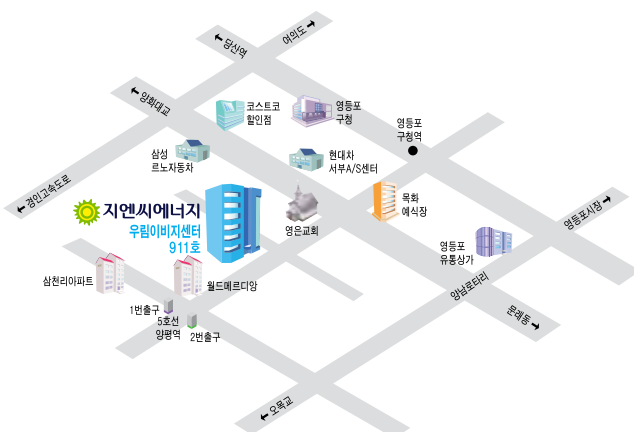 ← 당산역
여의도 →
← 양화대교
코스트코
할인점
영등포
구청
영등포
구청역
삼성
르노자동차
현대차
서부A/S센터
← 경인고속도로
지엔씨에너지
우림이비지센터
911호
영은교회
목화
예식장
영등포시장 →
영등포
유통상가
삼천리아파트
월드메르디앙
양남로타리
1번출구
5호선
양평역
2번출구
문래동 →
← 오목교